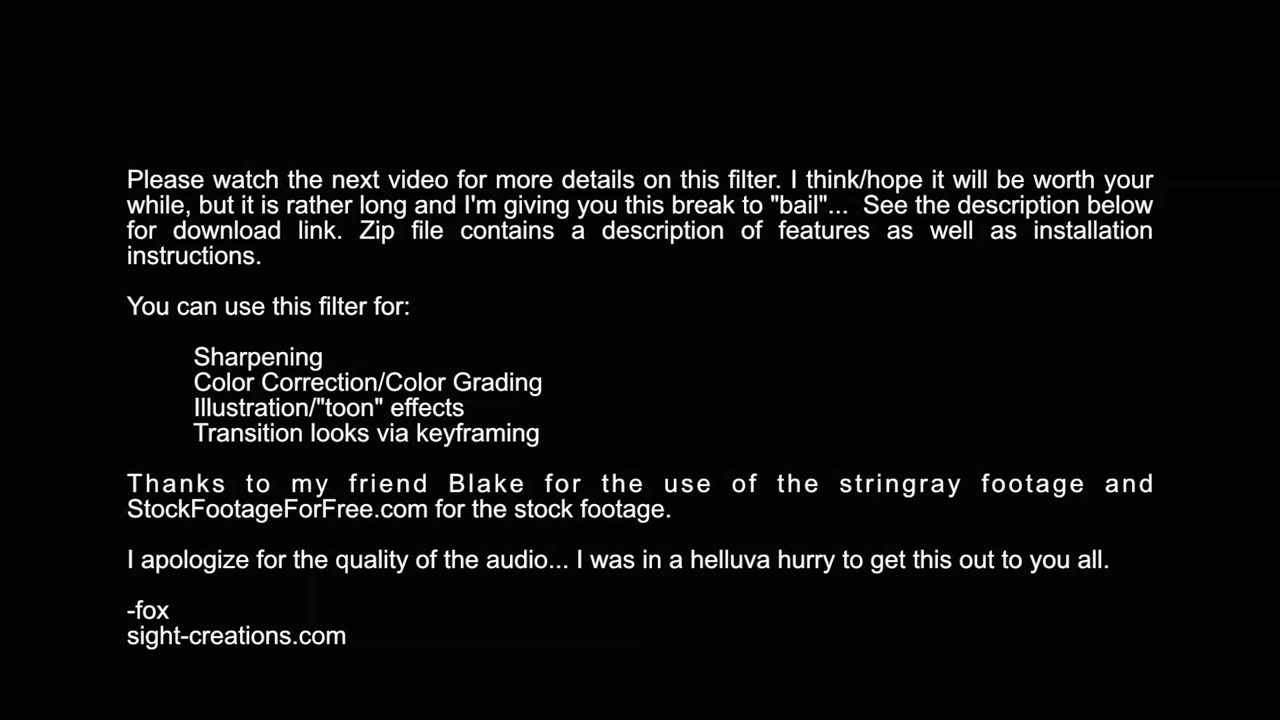 Please watch the next video for more details on this filter. I think/hope it will be worth your
while, but it is rather long and I'm giving you this break to "bail"...  See the description below
for download link. Zip file contains a description of features as well as installation
instructions.
You can use this filter for:
Sharpening
Color Correction/Color Grading
Illustration/"toon" effects
Transition looks via keyframing
Thanks to my friend Blake for the use of the stringray footage and
StockFootageForFree.com for the stock footage.
I apologize for the quality of the audio... I was in a helluva hurry to get this out to you all.
-fox
sight-creations.com